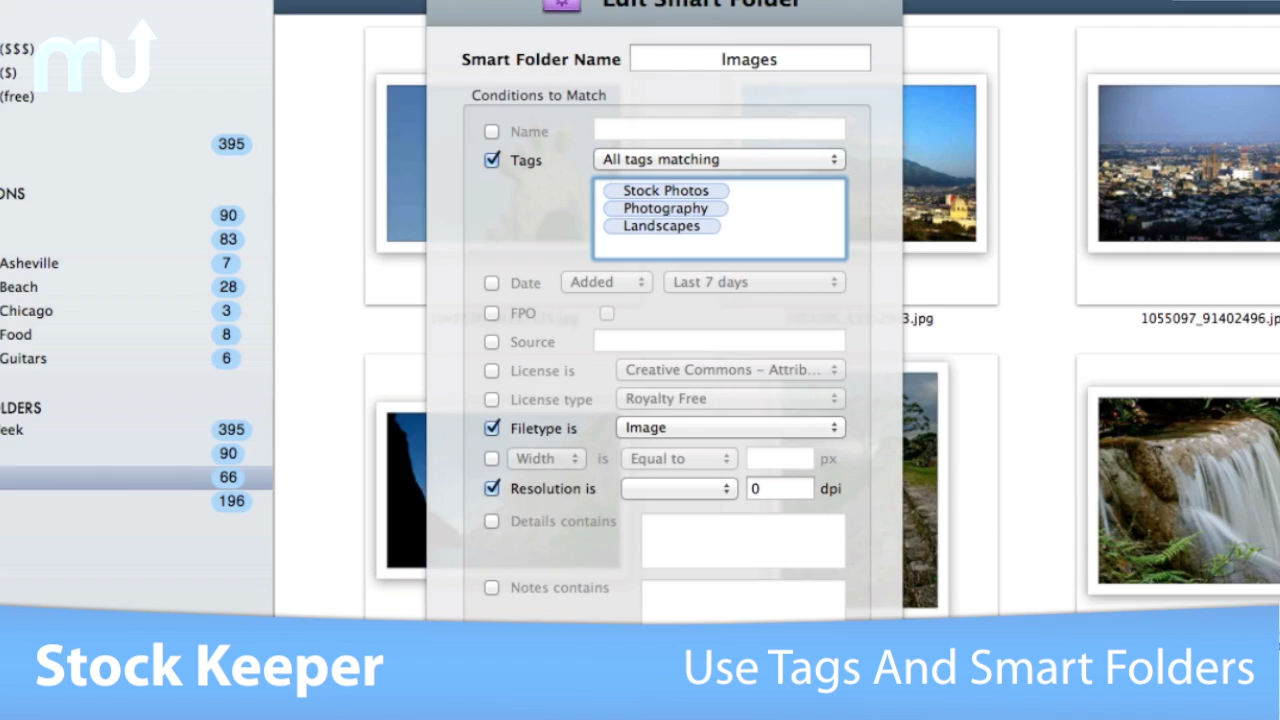 ($$$)
($)
(free)
395
ONS
90
83
Asheville 7
Beach 28
Chicago 3
Food 8
Guitars 6
LDERS
eek 395
90
66
196
mu
Edit Smart Folder
Smart Folder Name Images
Conditions to Match
Name
Tags All tags matching
Stock Photos
Photography
Landscapes
Date Added Last 7 days
FPO
Source
License is Creative Commons – Attrib...
License type Royalty Free
Filetype is Image
Width is Equal to px
Resolution is 0 dpi
Details contains
Notes contains
3.jpg
1055097_91402496.jp
Stock Keeper
Use Tags And Smart Folders